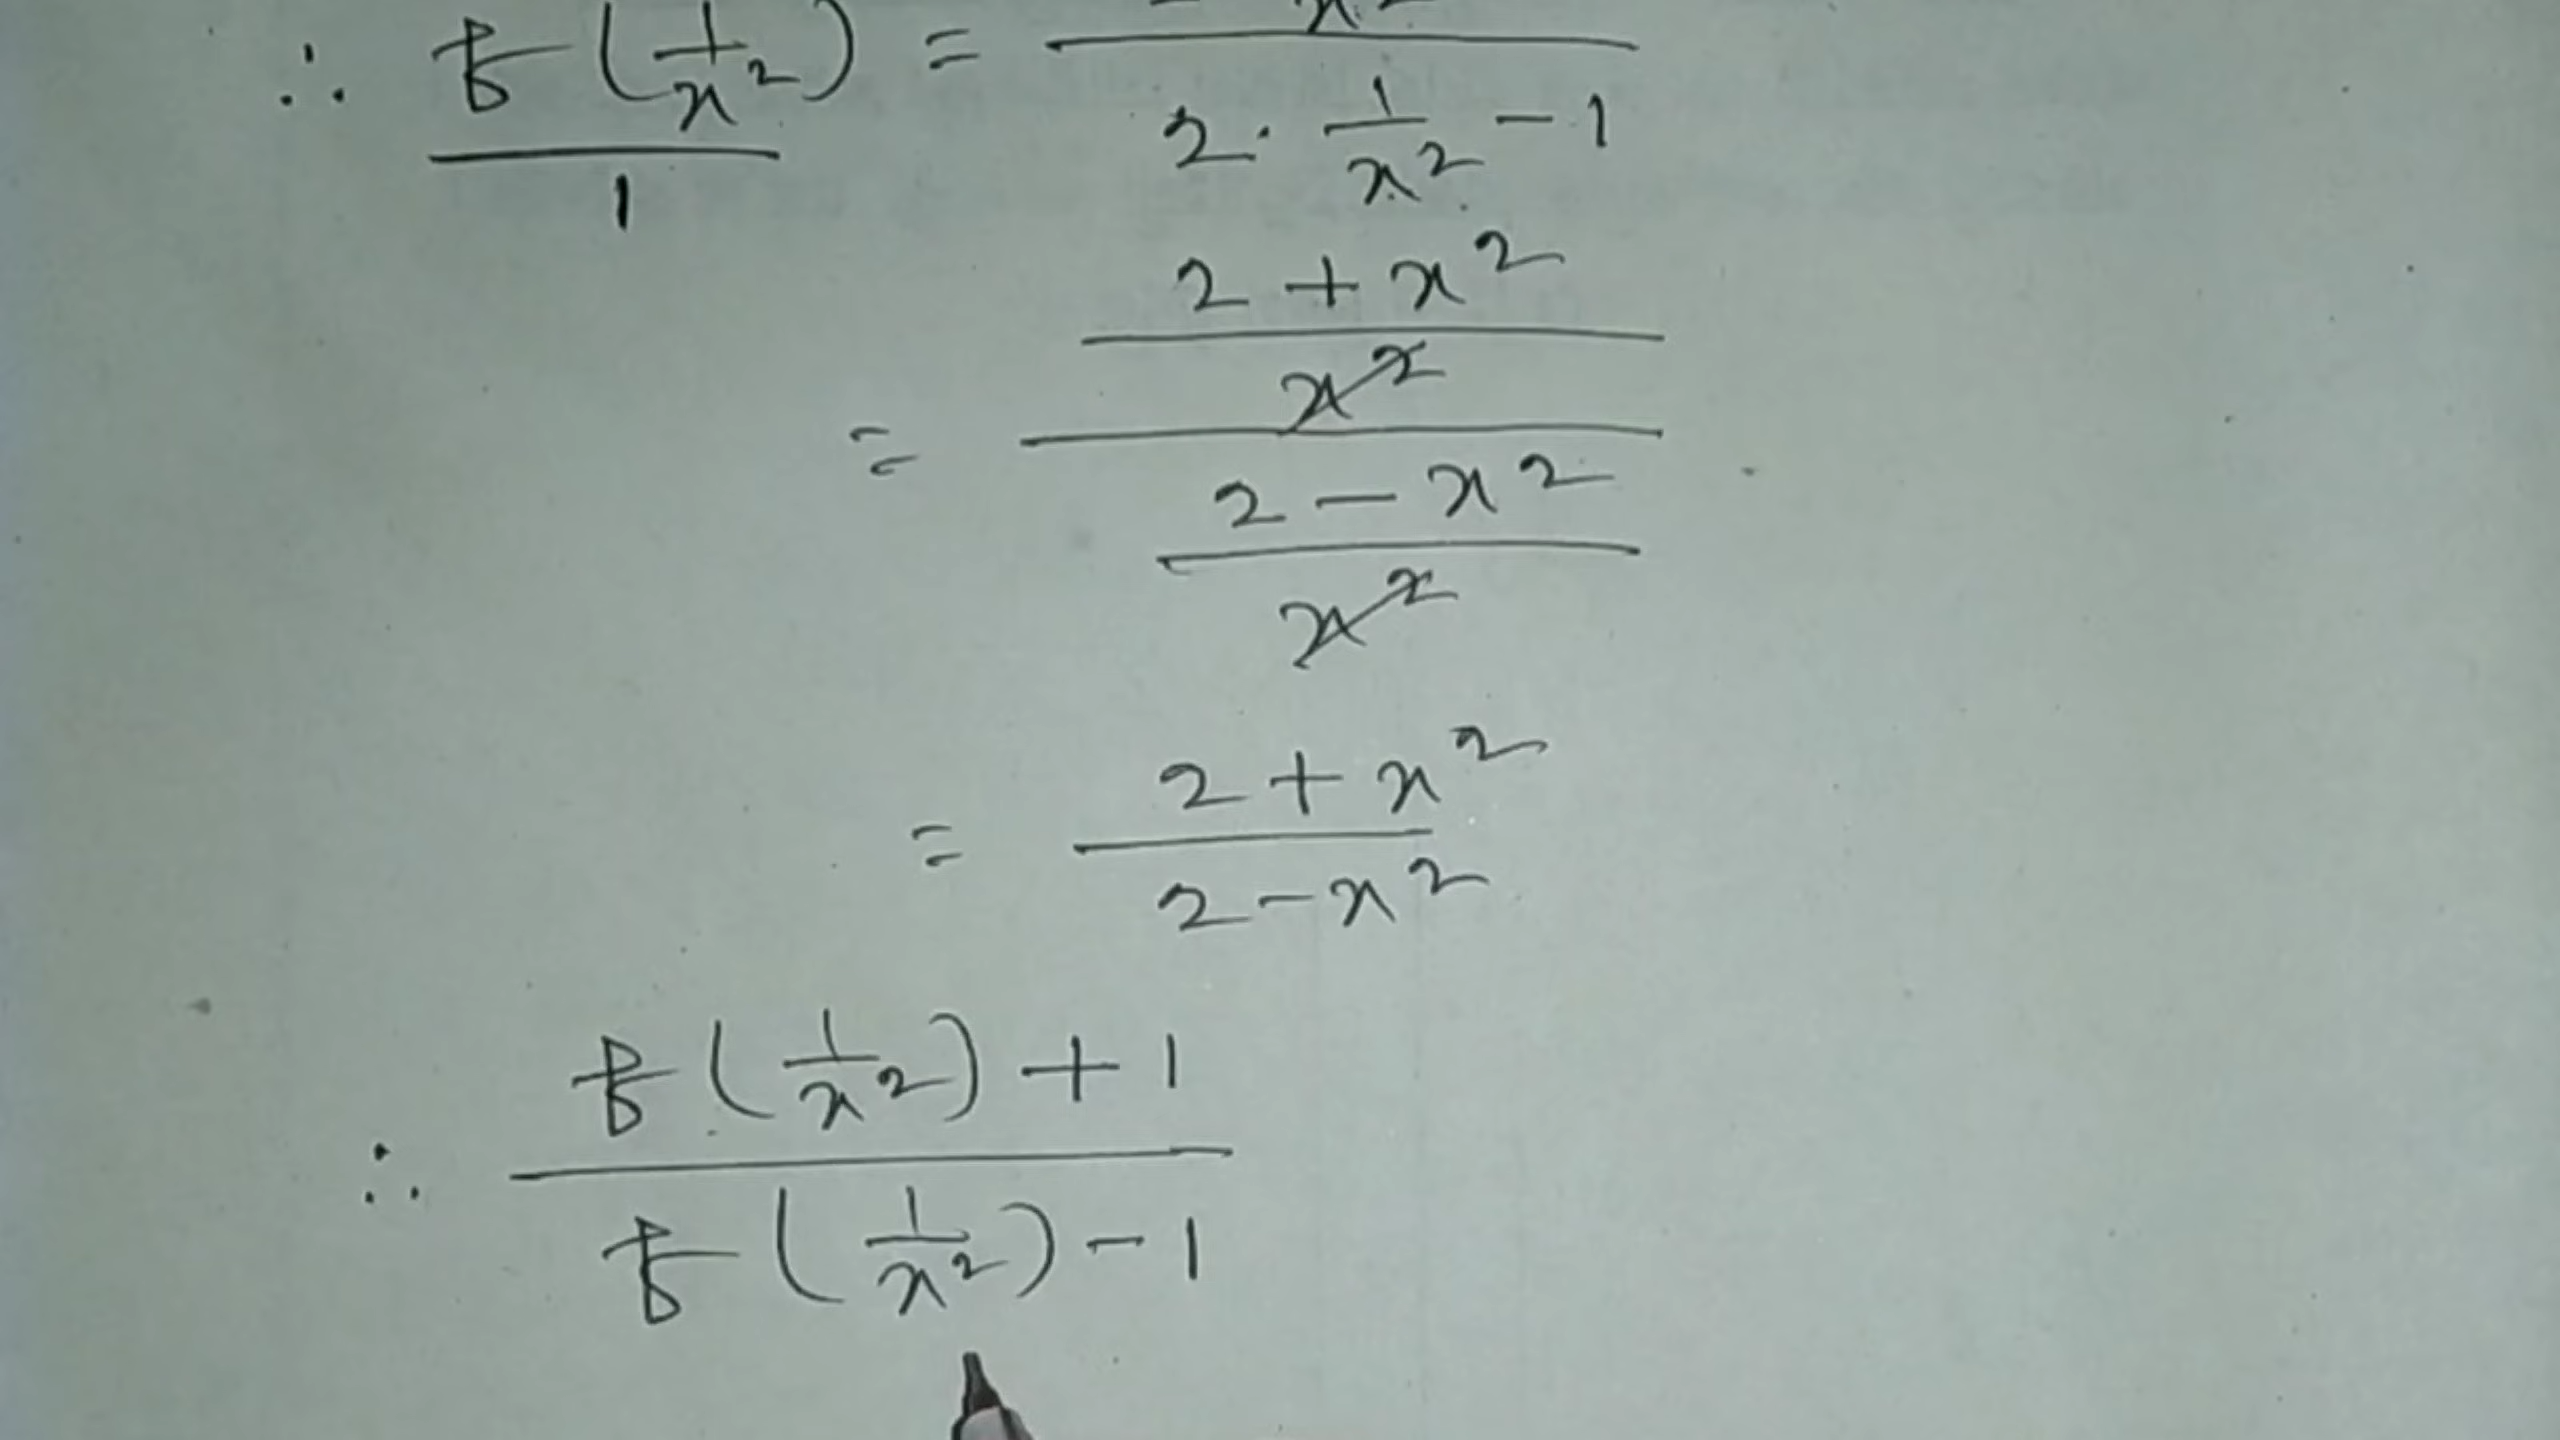 ∴ f(1/x²)/1 = / (2 · 1/x² − 1)
= ((2 + x²)/x²) / ((2 − x²)/x²)
= (2 + x²)/(2 − x²)
∴ (f(1/x²) + 1)/(f(1/x²) − 1)